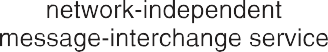 network-independent
message-interchange service